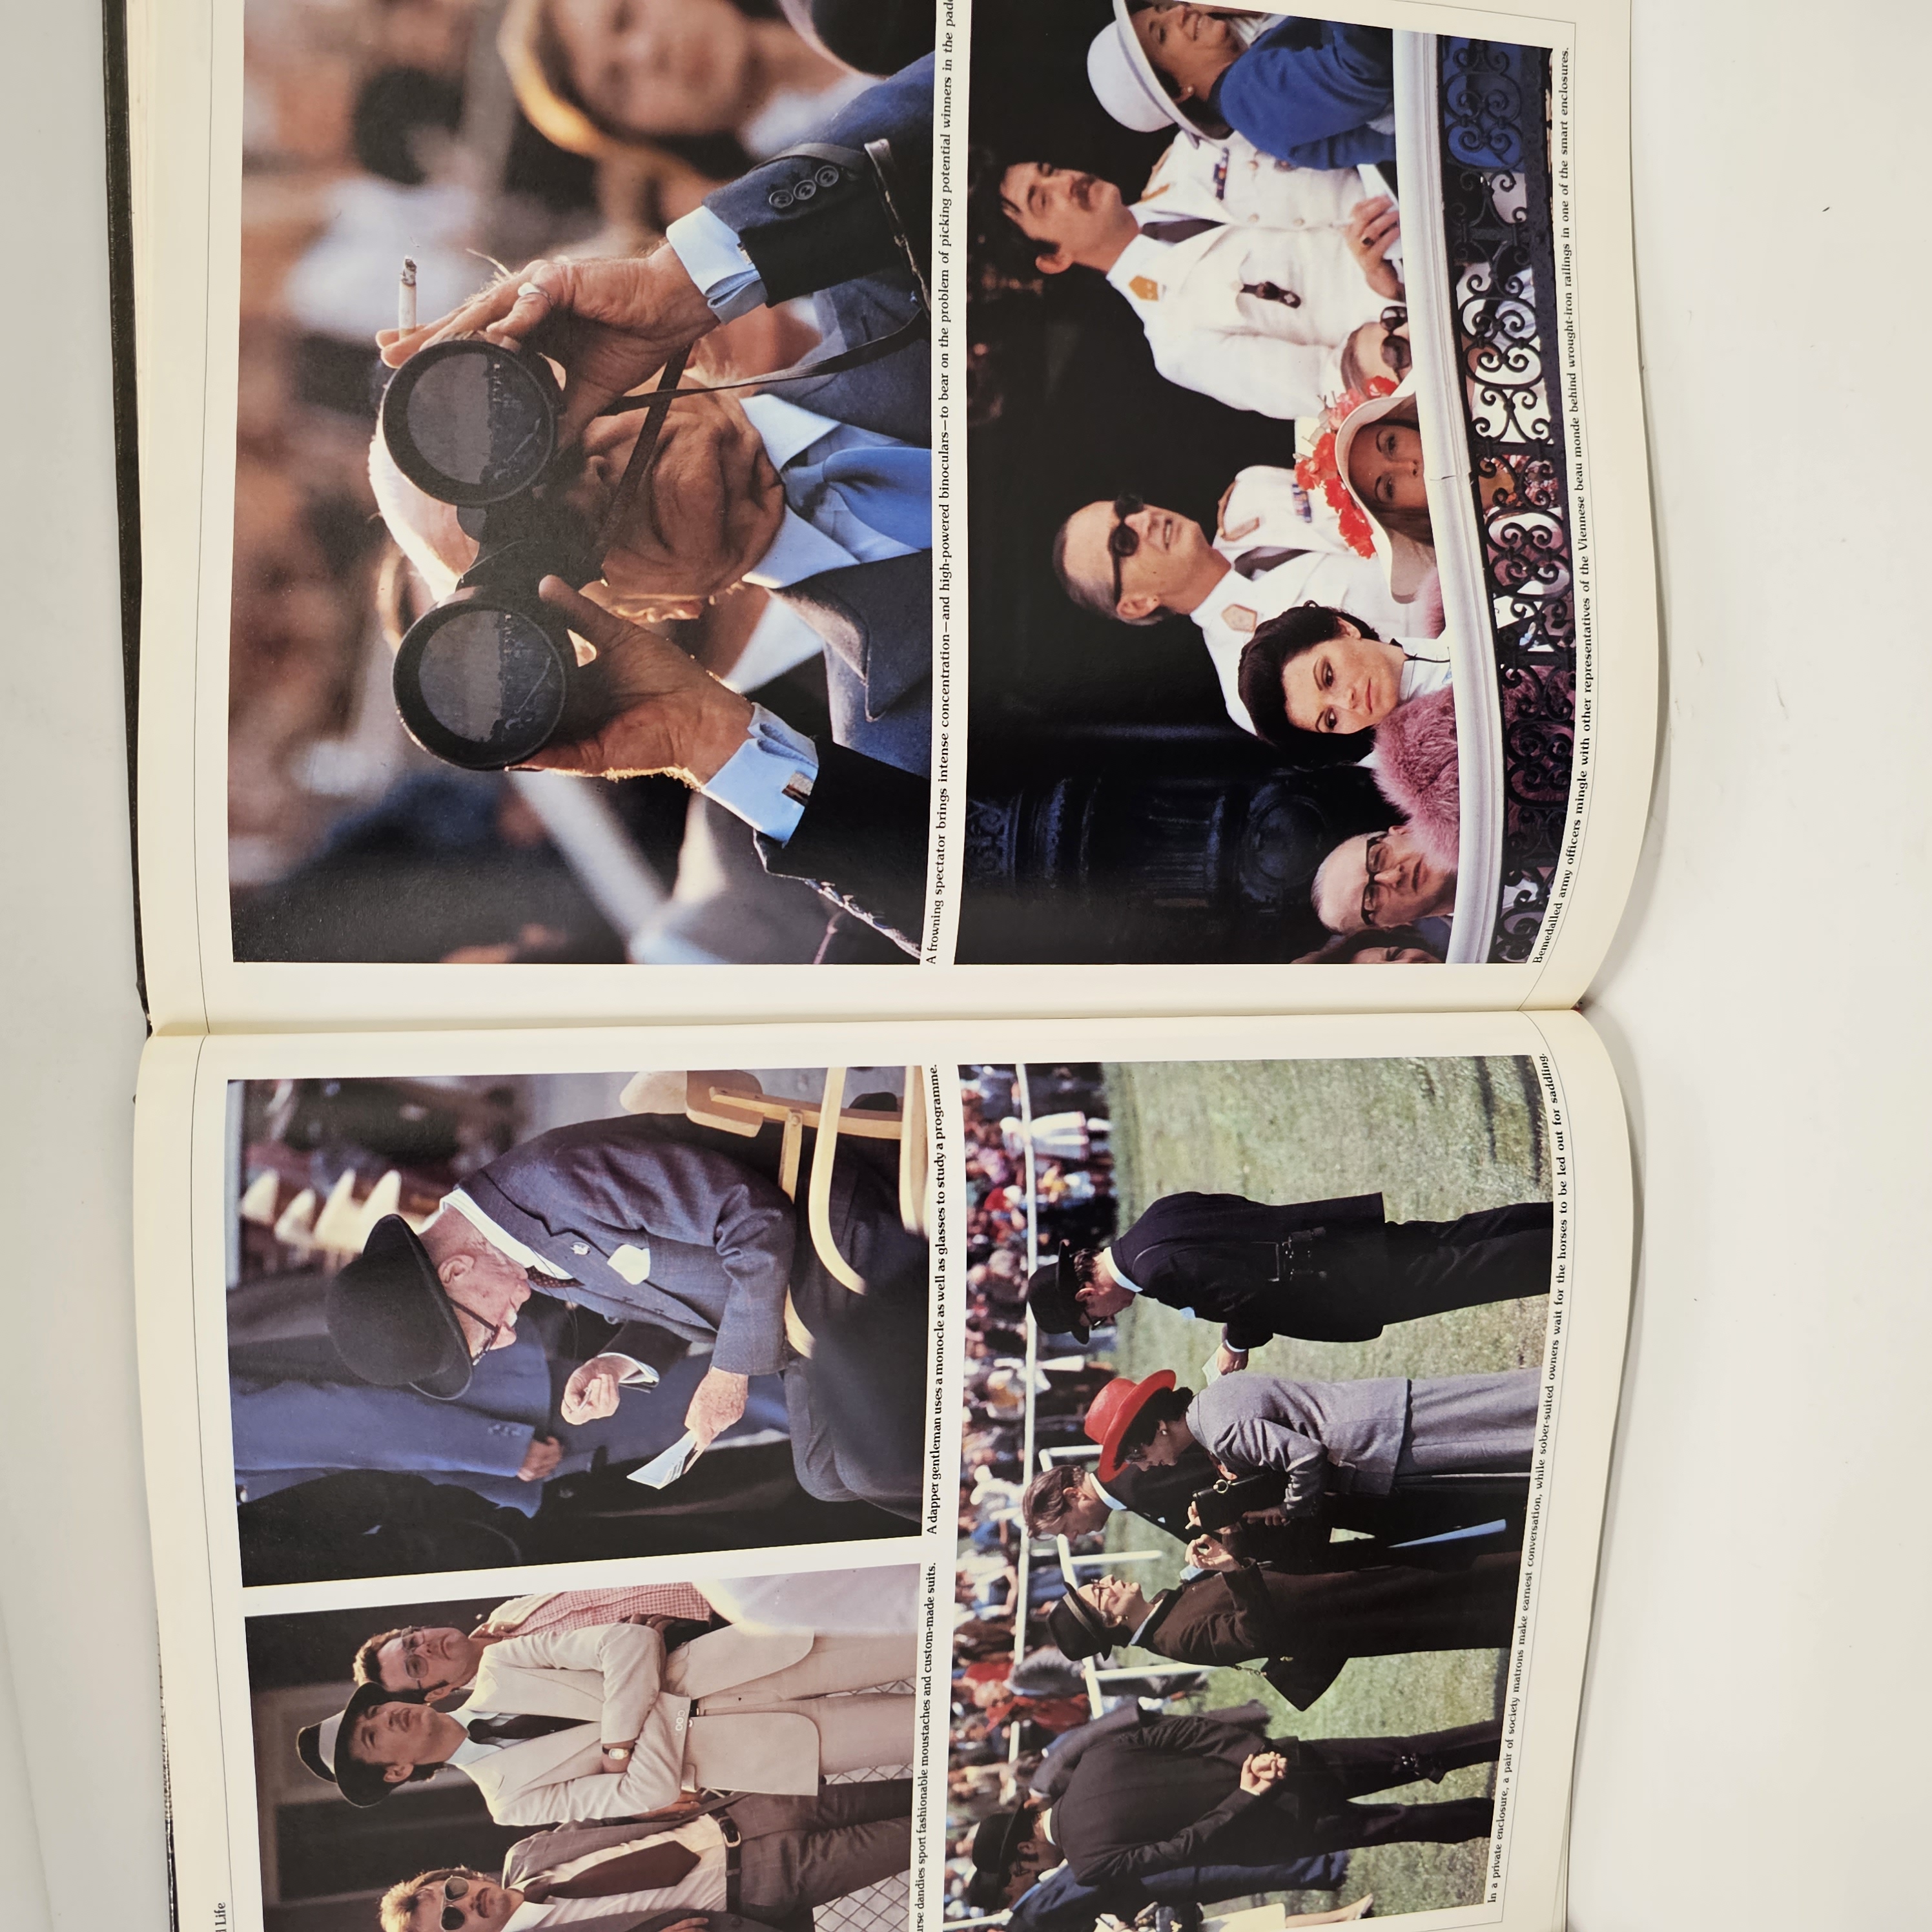 Life
dandies sport fashionable moustaches and custom-made suits.
A dapper gentleman uses a monocle as well as glasses to study a programme.
In a private enclosure, a pair of society matrons make earnest conversation, while sober-suited owners wait for the horses to be led out for saddling.
A frowning spectator brings intense concentration—and high-powered binoculars—to bear on the problem of picking potential winners in the
Bemedalled army officers mingle with other representatives of the Viennese beau monde behind wrought-iron railings in one of the smart enclosures.